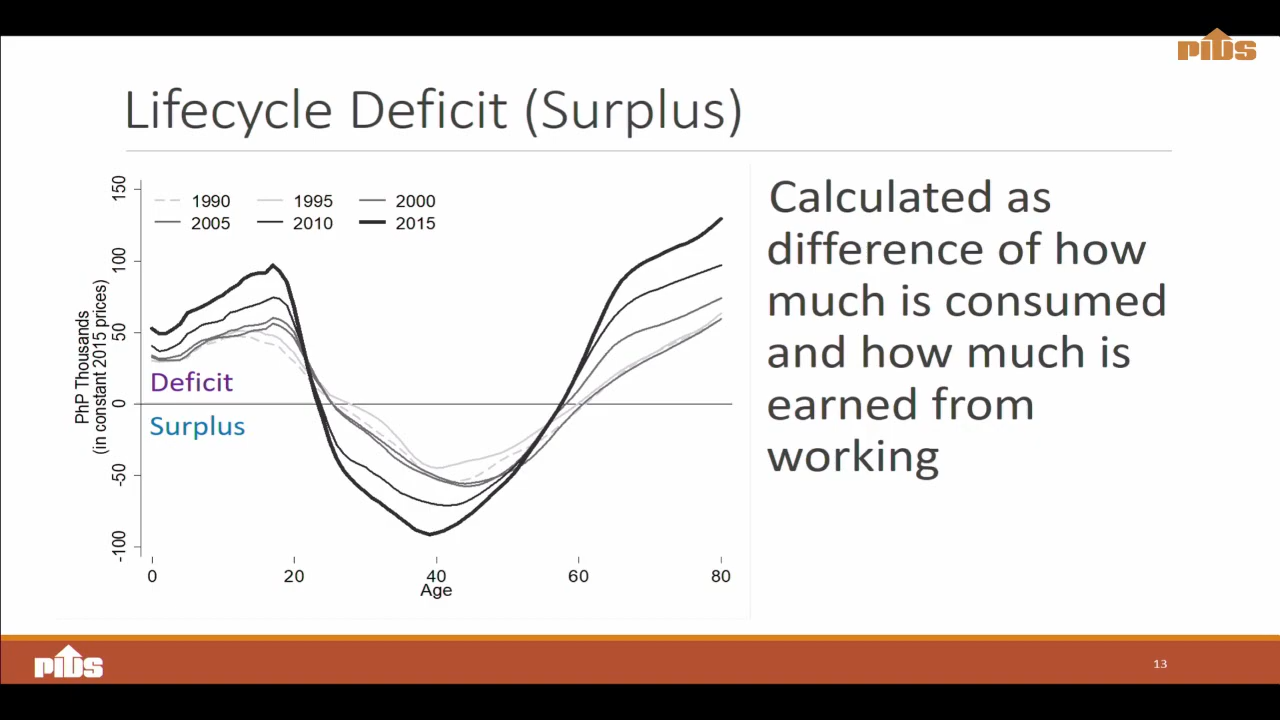 PIDS
Lifecycle Deficit (Surplus)
150
100
50
0
-50
-100
PhP Thousands
(in constant 2015 prices)
1990 1995 2000
2005 2010 2015
Deficit
Surplus
0 20 40 60 80
Age
Calculated as
difference of how
much is consumed
and how much is
earned from
working
PIDS
13